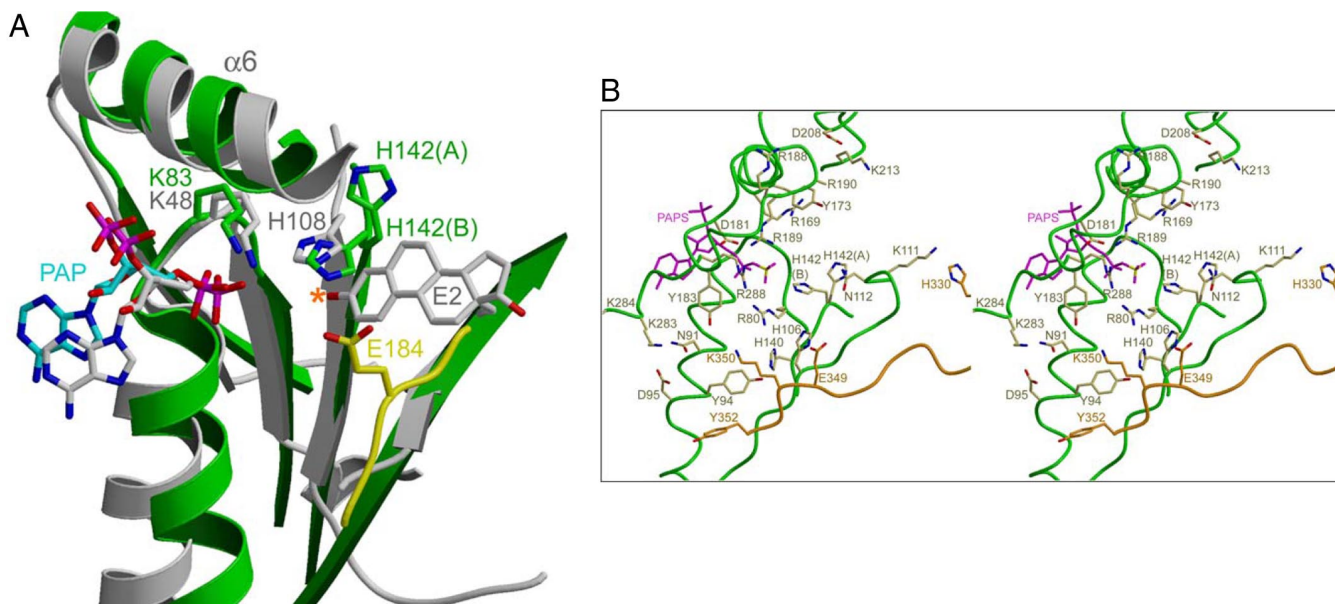 A
α6
H142(A)
K83
K48
H108
H142(B)
PAP
*
E2
E184
B
D208
R188
K213
R190
PAPS
Y173
D181
R169
R189
H142
H142(A)
K111
(B)
H330
K284
Y183
R288
N112
K283
R80
H106
N91
H140
K350
E349
D95
Y94
Y352
D208
R188
K213
R190
PAPS
Y173
D181
R169
R189
H142
H142(A)
K111
(B)
H330
K284
Y183
R288
N112
K283
R80
H106
N91
H140
K350
E349
D95
Y94
Y352